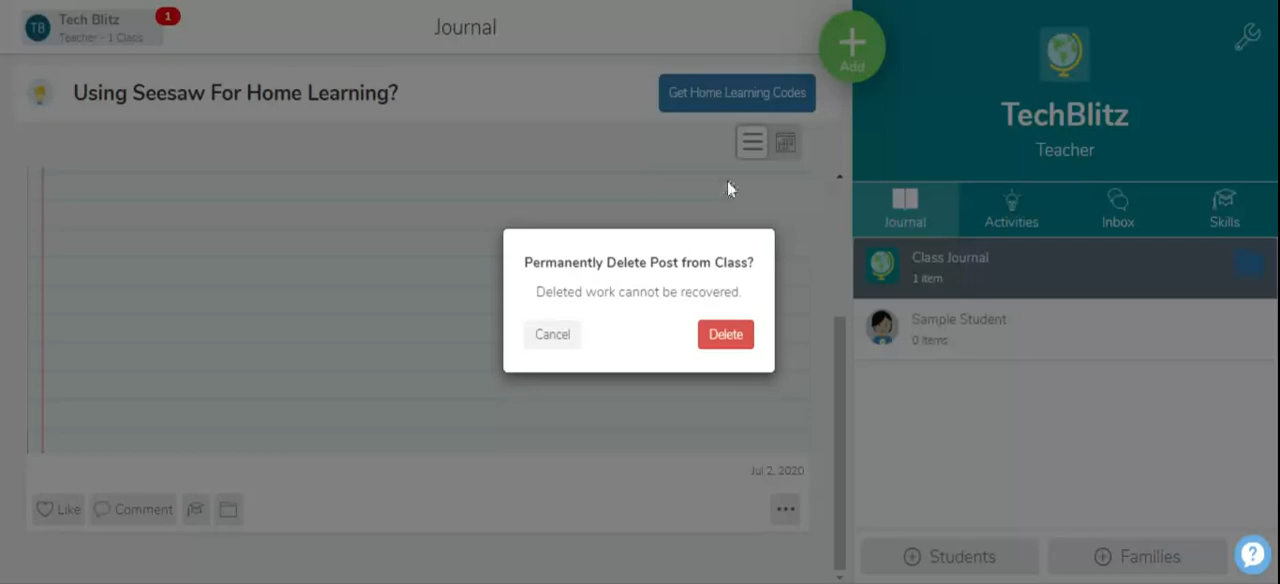 TB
Tech Blitz
Teacher - 1 Class
1
Journal
Add
Using Seesaw For Home Learning?
Get Home Learning Codes
TechBlitz
Teacher
Journal
Activities
Inbox
Skills
Class Journal
1 item
Sample Student
0 items
Permanently Delete Post from Class?
Deleted work cannot be recovered.
Cancel
Delete
Jul 2, 2020
Like
Comment
Students
Families
?